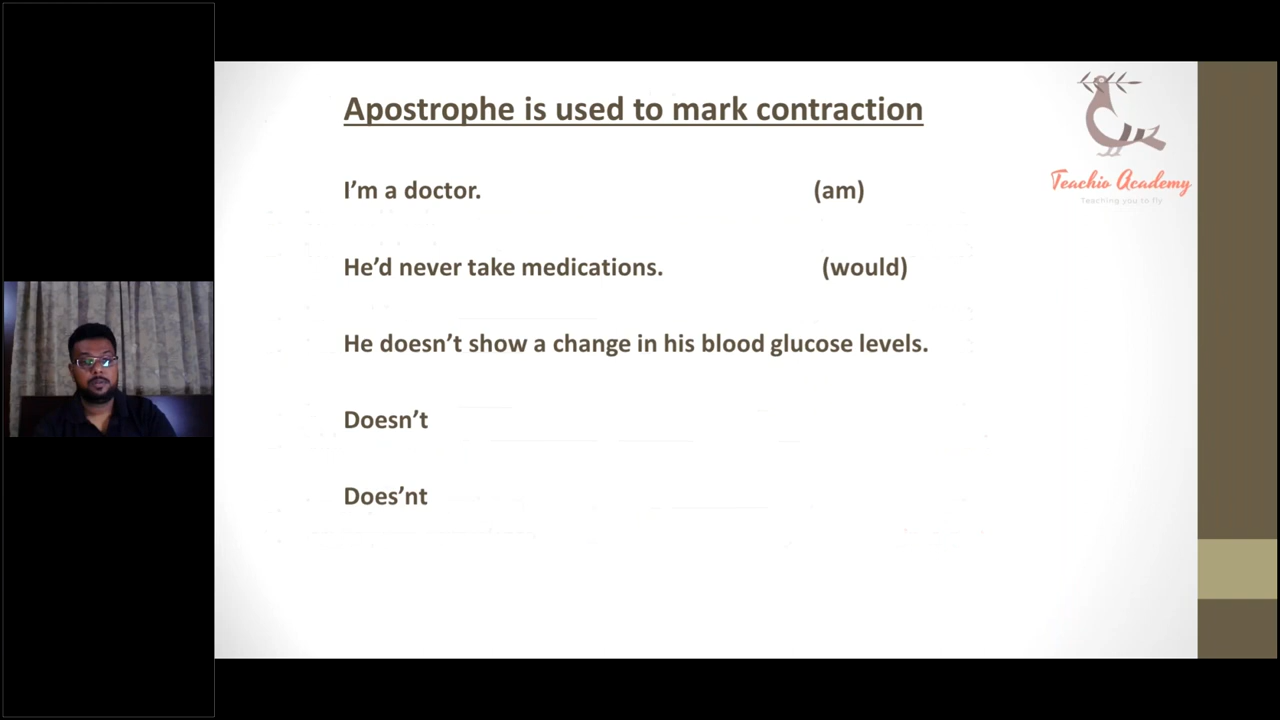 Apostrophe is used to mark contraction
I’m a doctor. (am)
He’d never take medications. (would)
He doesn’t show a change in his blood glucose levels.
Doesn’t
Does’nt
Teachio Academy
Teaching you to fly